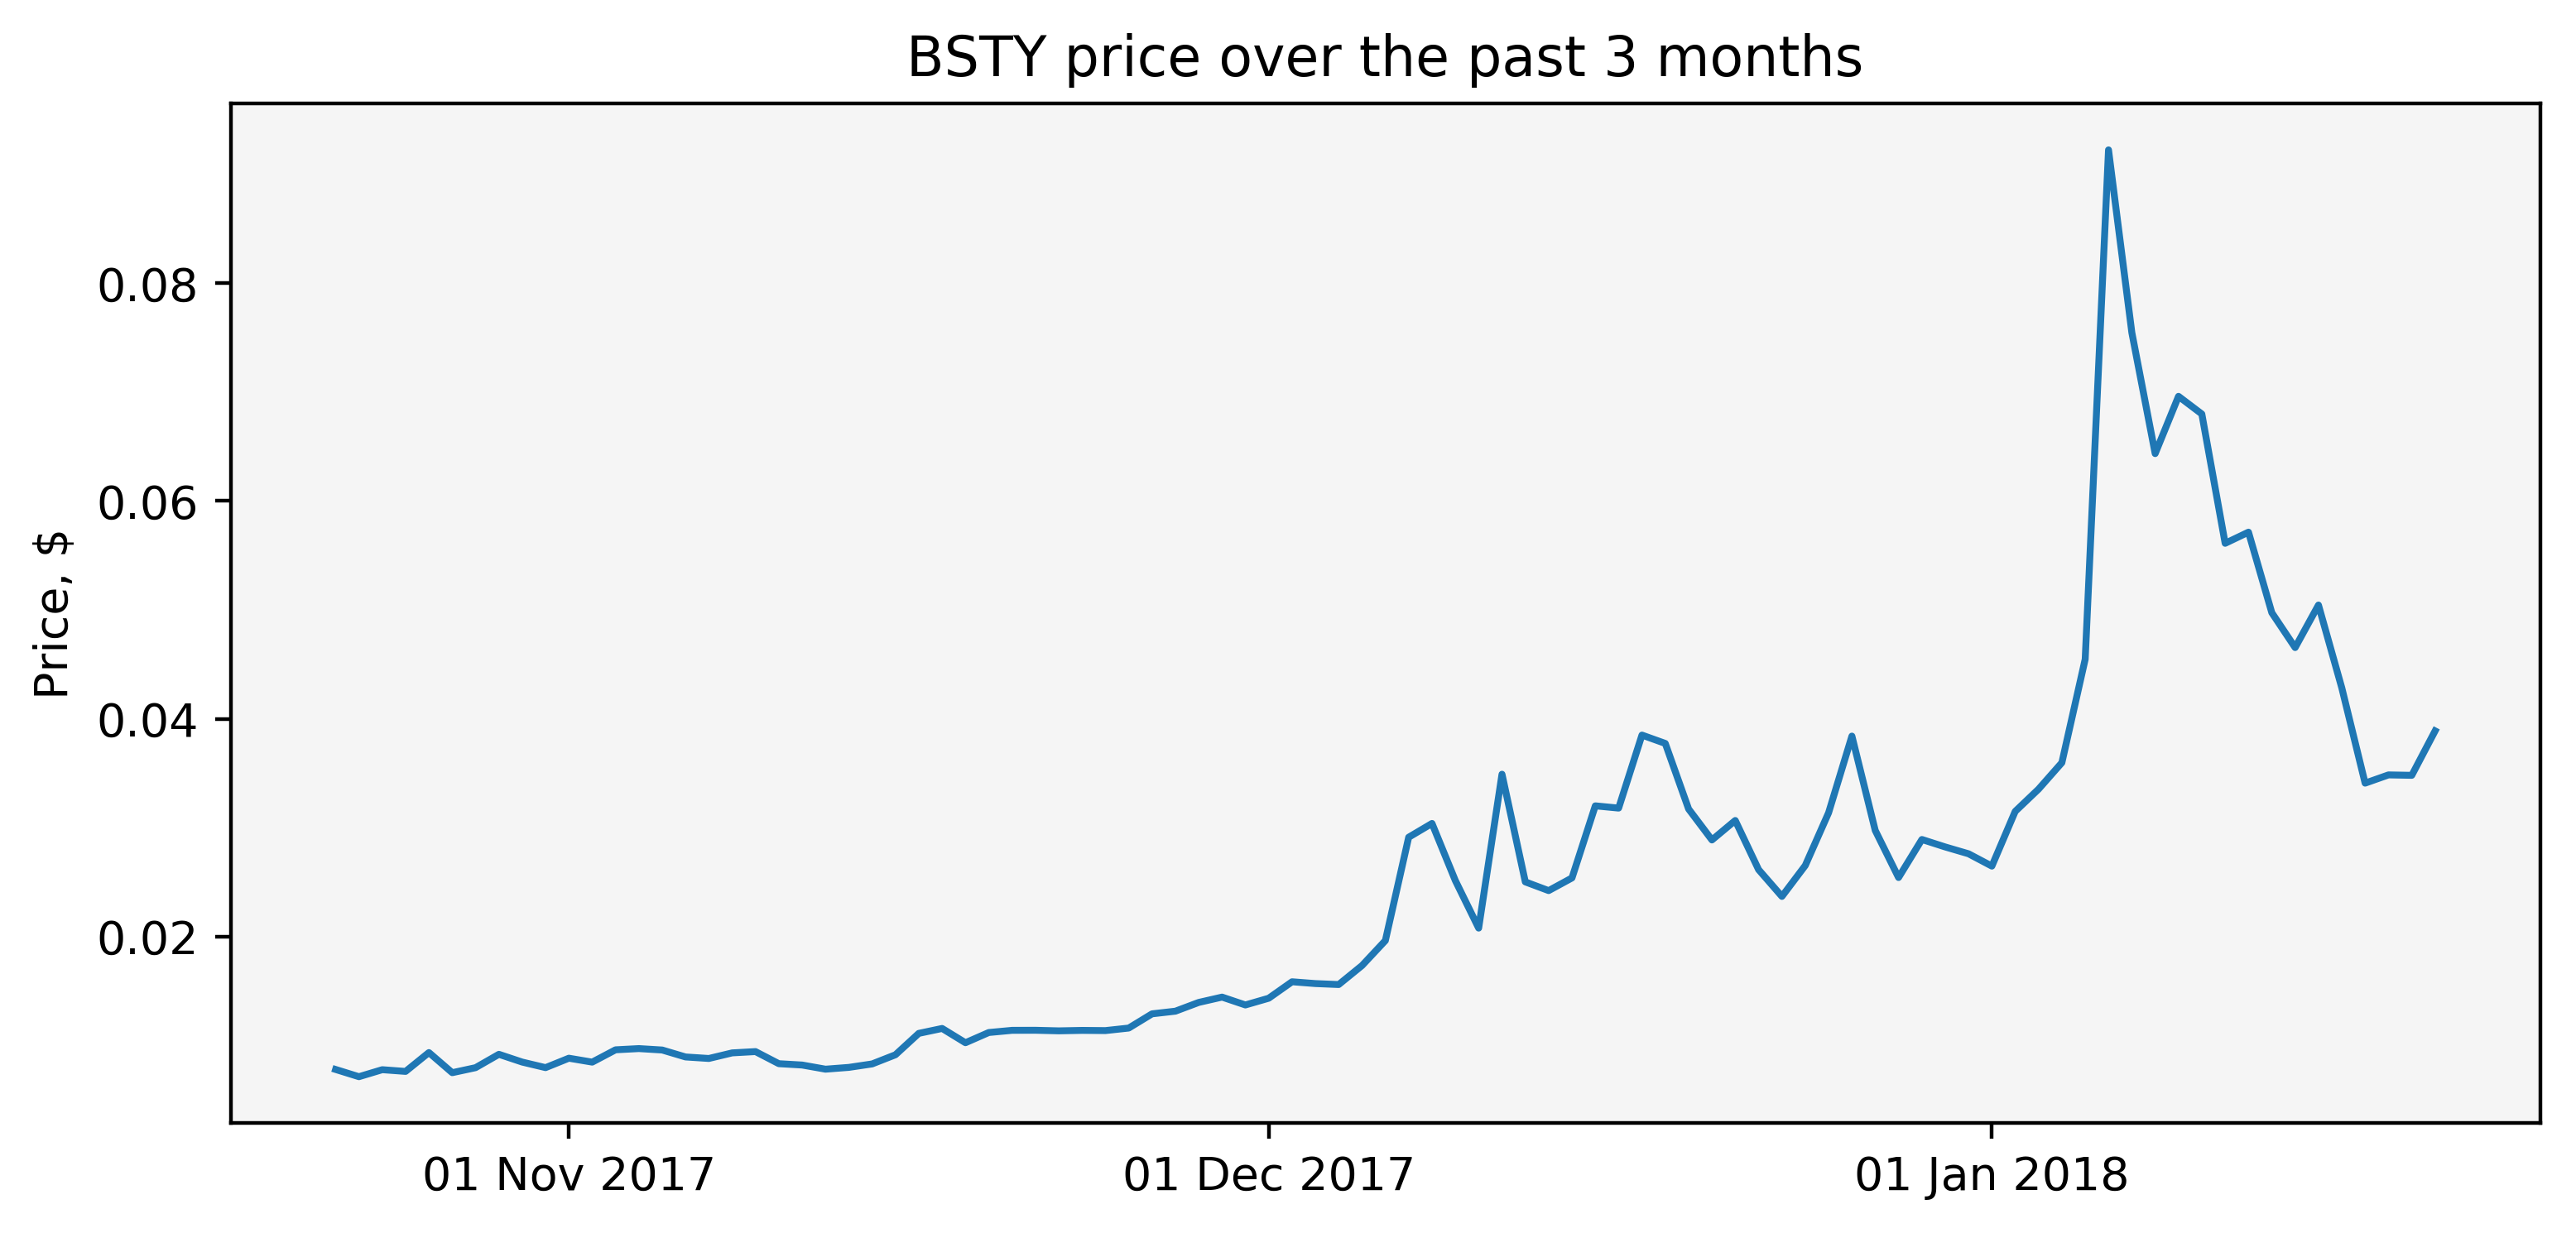 BSTY price over the past 3 months
Price, $
0.08
0.06
0.04
0.02
01 Nov 2017
01 Dec 2017
01 Jan 2018